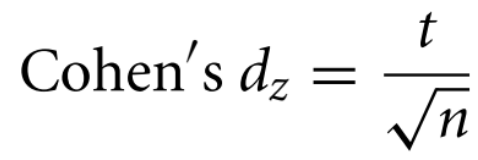 Cohen's d_z = t / √n